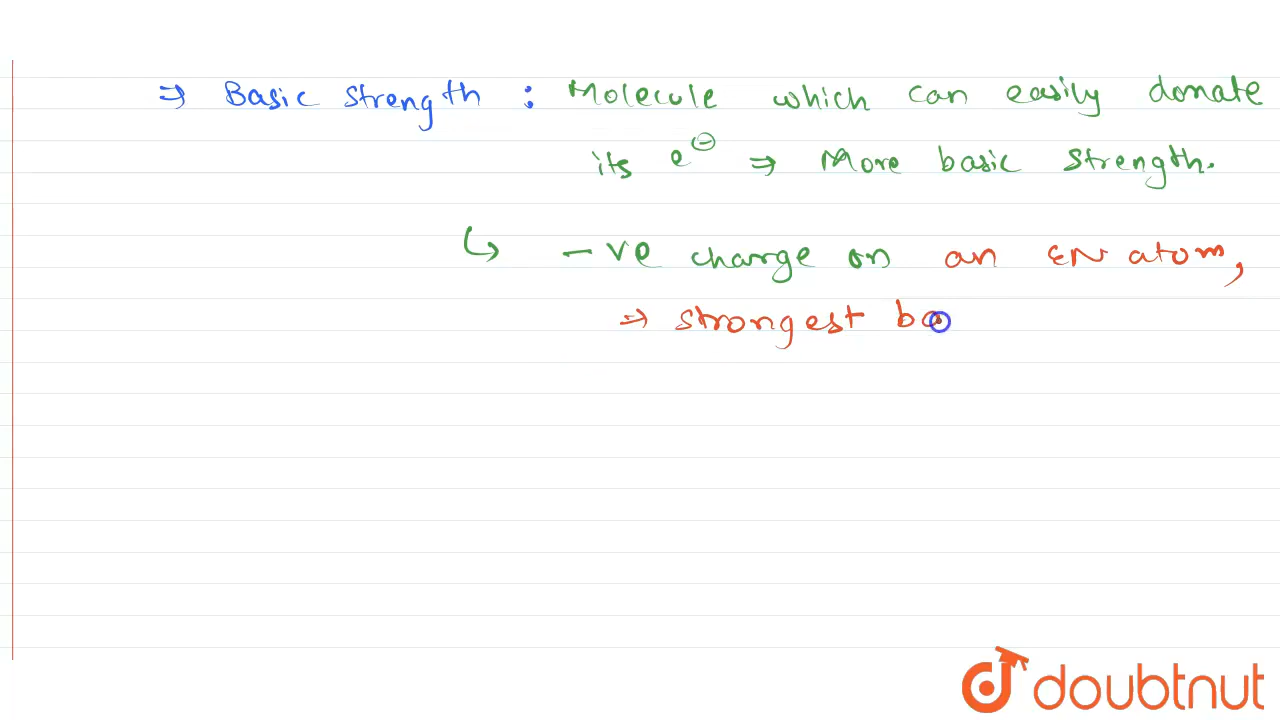 ⇒ Basic strength : Molecule which can easily donate
its e⊖ ⇒ More basic strength.
↳ -ve charge on an EN atom,
⇒ strongest ba
doubtnut